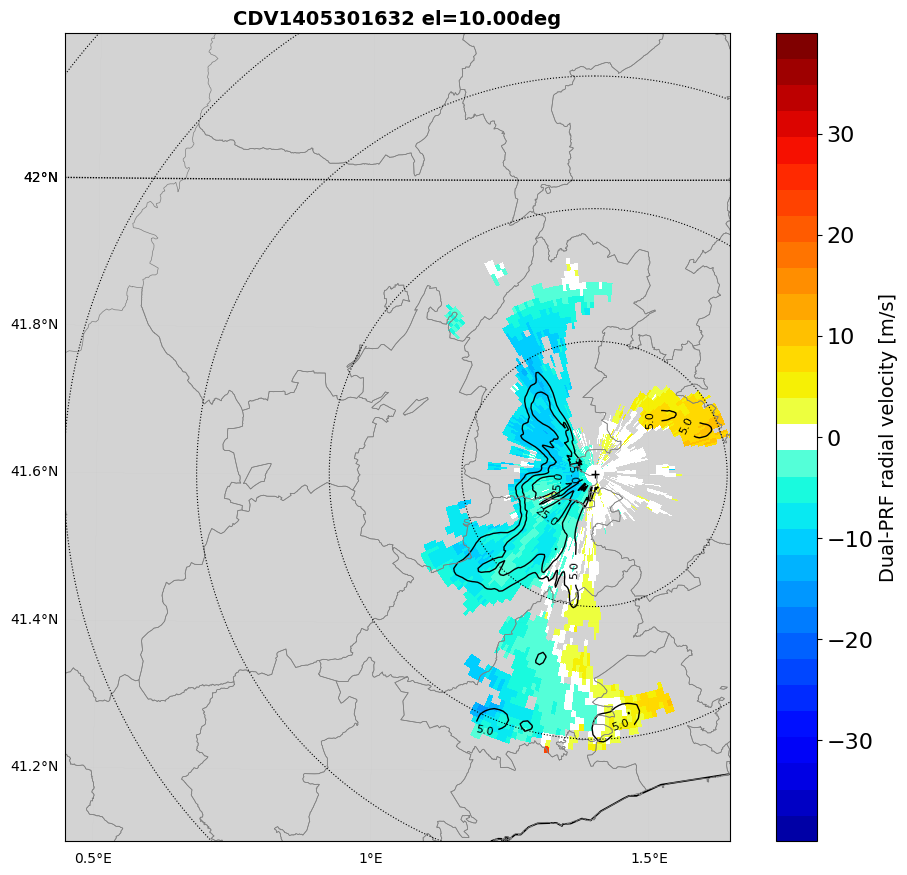 CDV1405301632 el=10.00deg
42°N
41.8°N
41.6°N
41.4°N
41.2°N
0.5°E
1°E
1.5°E
5.0
5.0
25.0
5.0
5.0
5.0
30
20
10
0
−10
−20
−30
Dual-PRF radial velocity [m/s]